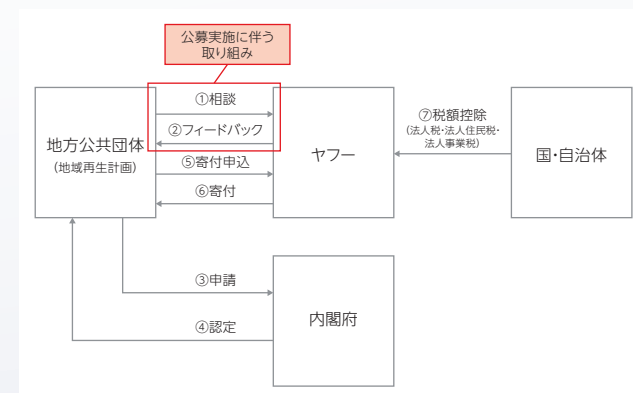 公募実施に伴う
取り組み
①相談
②フィードバック
地方公共団体
(地域再生計画)
⑤寄付申込
⑥寄付
ヤフー
⑦税額控除
(法人税・法人住民税・
法人事業税)
国・自治体
③申請
④認定
内閣府